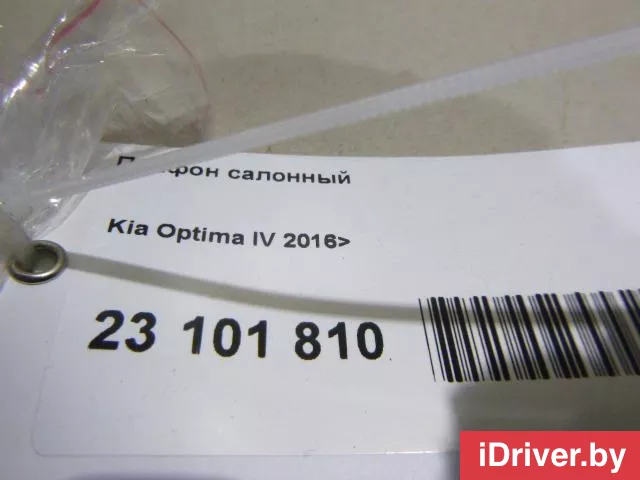 салонный
Kia Optima IV 2016>
23 101 810
iDriver.by